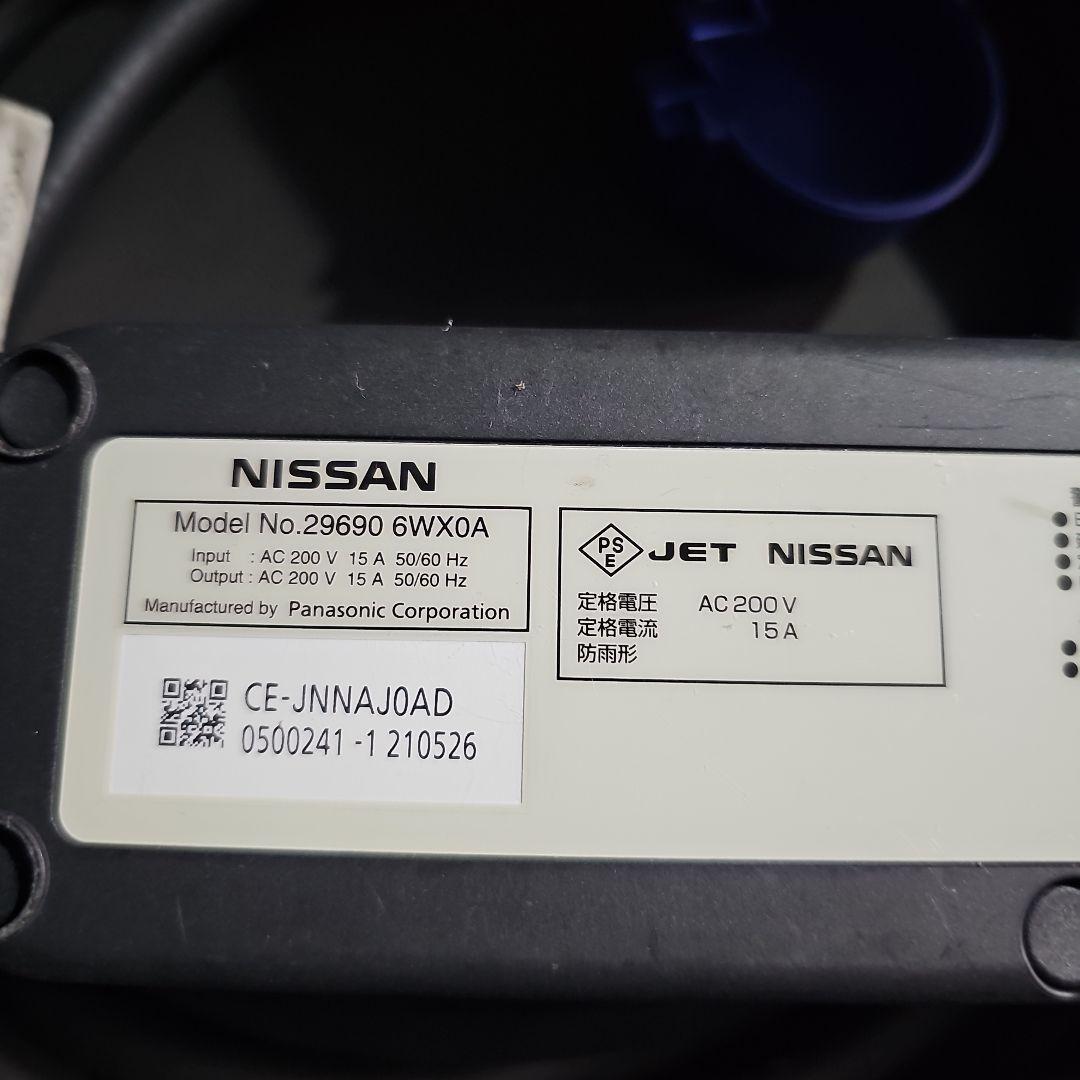 NISSAN
Model No.29690 6WX0A
Input : AC 200 V 15 A 50/60 Hz
Output : AC 200 V 15 A 50/60 Hz
Manufactured by Panasonic Corporation
CE-JNNAJ0AD
0500241 -1 210526
PS
E
JET NISSAN
定格電圧 AC 200 V
定格電流 15 A
防雨形